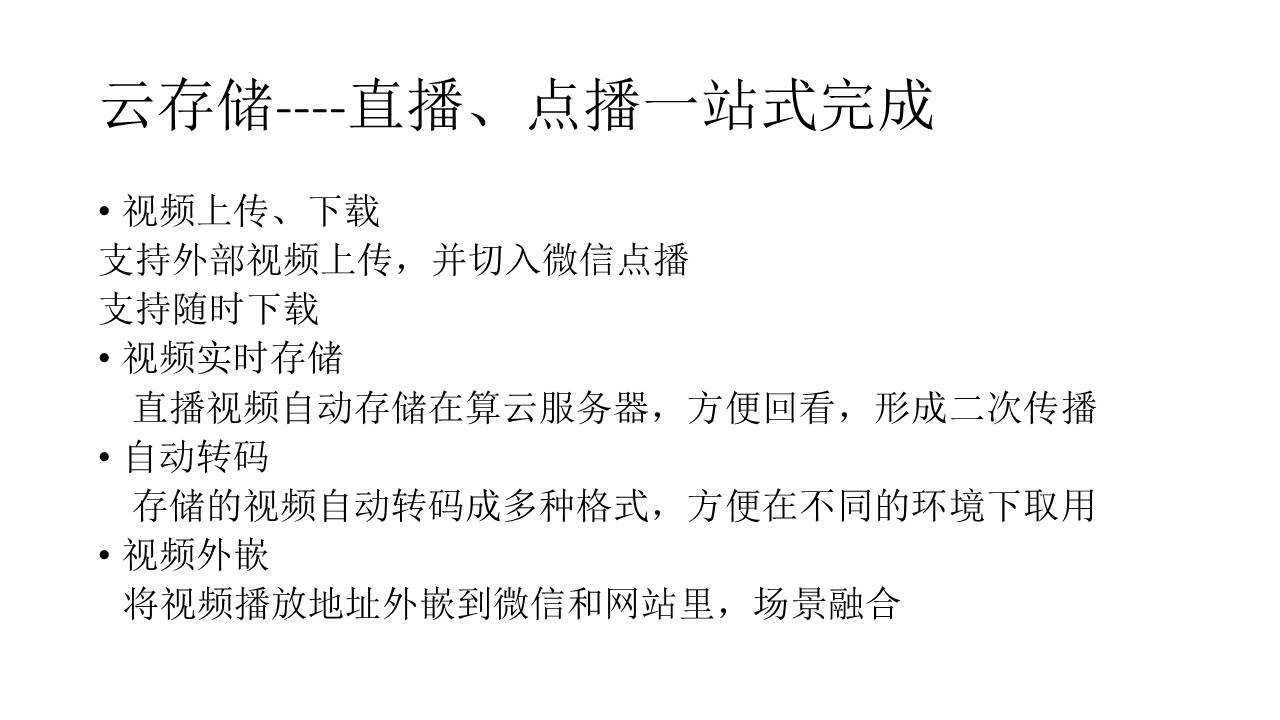 云存储----直播、点播一站式完成
• 视频上传、下载
支持外部视频上传，并切入微信点播
支持随时下载
• 视频实时存储
直播视频自动存储在算云服务器，方便回看，形成二次传播
• 自动转码
存储的视频自动转码成多种格式，方便在不同的环境下取用
• 视频外嵌
将视频播放地址外嵌到微信和网站里，场景融合